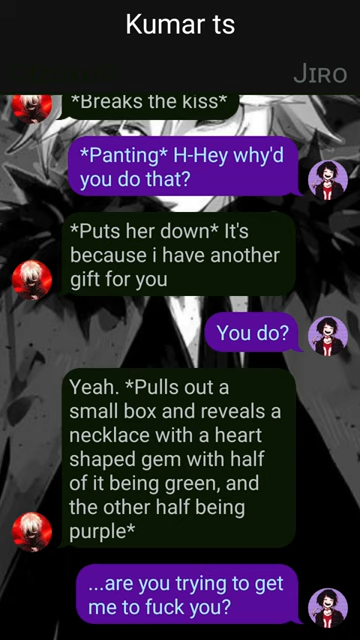 Kumar ts
JIRO
*Breaks the kiss*
*Panting* H-Hey why'd
you do that?
*Puts her down* It's
because i have another
gift for you
You do?
Yeah. *Pulls out a
small box and reveals a
necklace with a heart
shaped gem with half
of it being green, and
the other half being
purple*
...are you trying to get
me to fuck you?